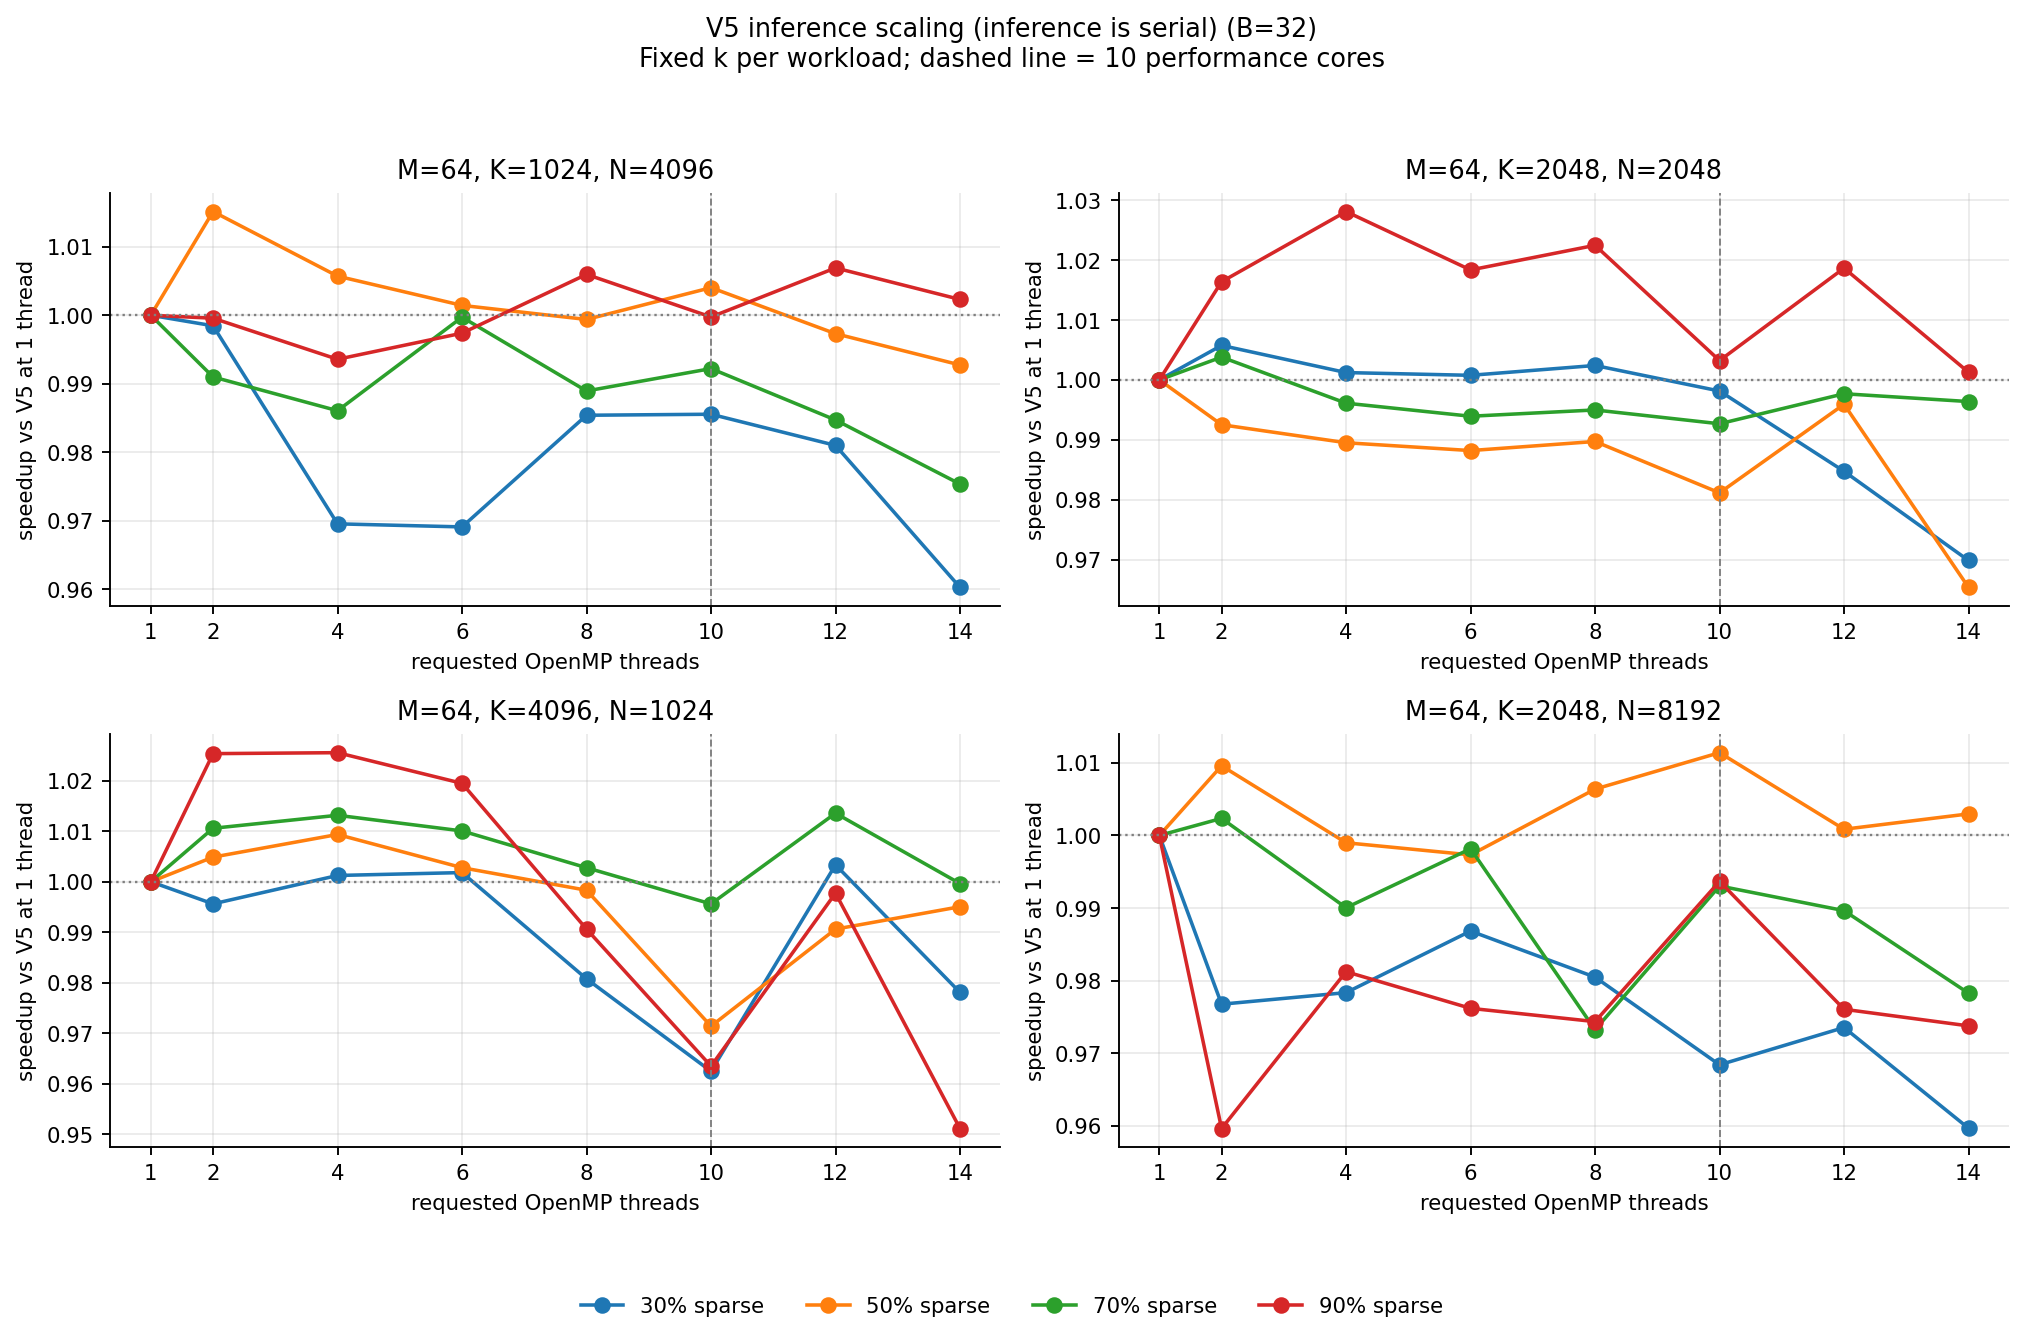 V5 inference scaling (inference is serial) (B=32)
Fixed k per workload; dashed line = 10 performance cores
M=64, K=1024, N=4096
speedup vs V5 at 1 thread
1.01
1.00
0.99
0.98
0.97
0.96
1 2 4 6 8 10 12 14
requested OpenMP threads
M=64, K=2048, N=2048
speedup vs V5 at 1 thread
1.03
1.02
1.01
1.00
0.99
0.98
0.97
1 2 4 6 8 10 12 14
requested OpenMP threads
M=64, K=4096, N=1024
speedup vs V5 at 1 thread
1.02
1.01
1.00
0.99
0.98
0.97
0.96
0.95
1 2 4 6 8 10 12 14
requested OpenMP threads
M=64, K=2048, N=8192
speedup vs V5 at 1 thread
1.01
1.00
0.99
0.98
0.97
0.96
1 2 4 6 8 10 12 14
requested OpenMP threads
30% sparse 50% sparse 70% sparse 90% sparse